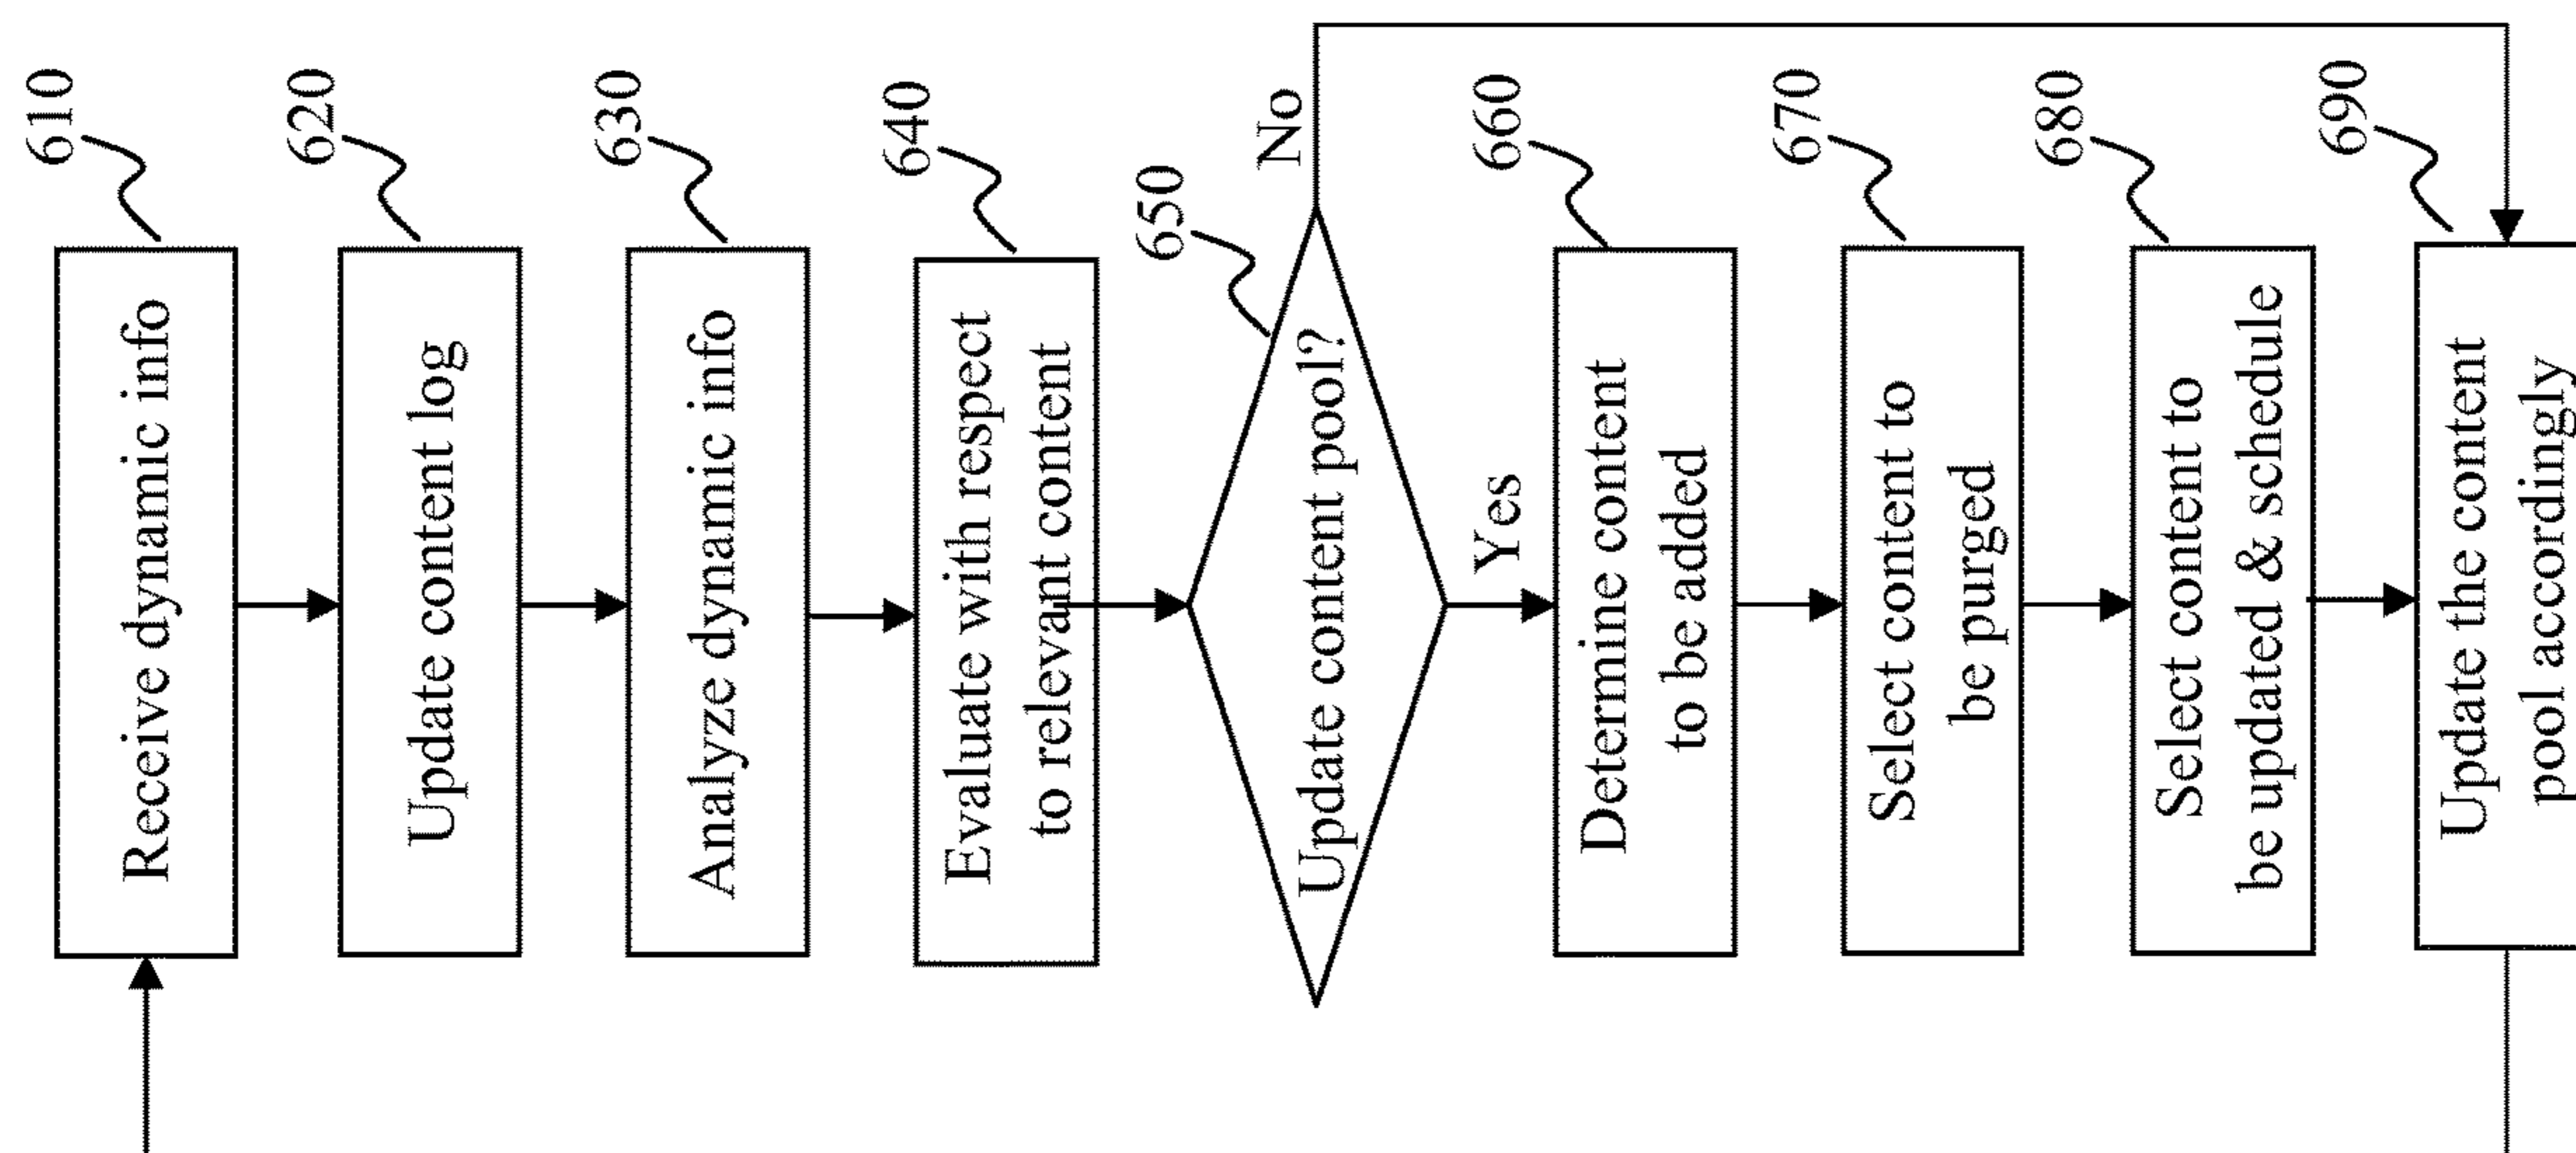 610
Receive dynamic info
620
Update content log
630
Analyze dynamic info
640
Evaluate with respect
to relevant content
650
Update content pool?
No
Yes
660
Determine content
to be added
670
Select content to
be purged
680
Select content to
be updated & schedule
690
Update the content
pool accordingly